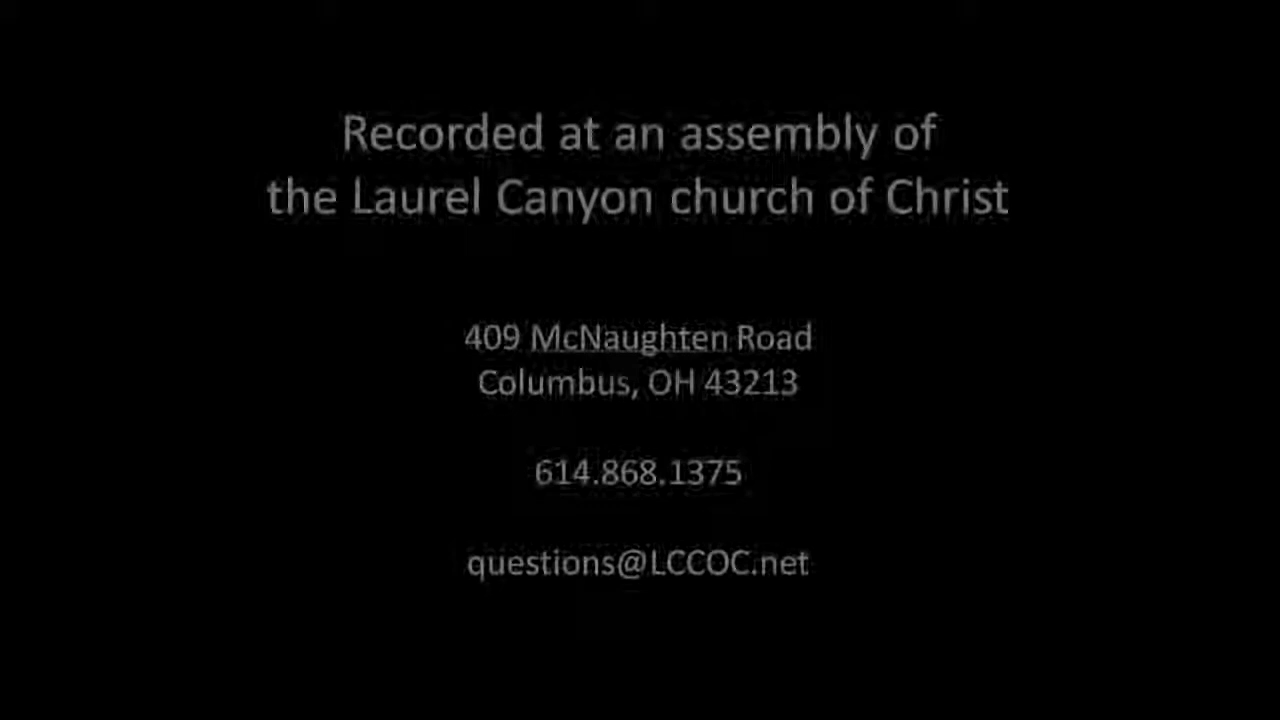 Recorded at an assembly of
the Laurel Canyon church of Christ
409 McNaughten Road
Columbus, OH 43213
614.868.1375
questions@LCCOC.net